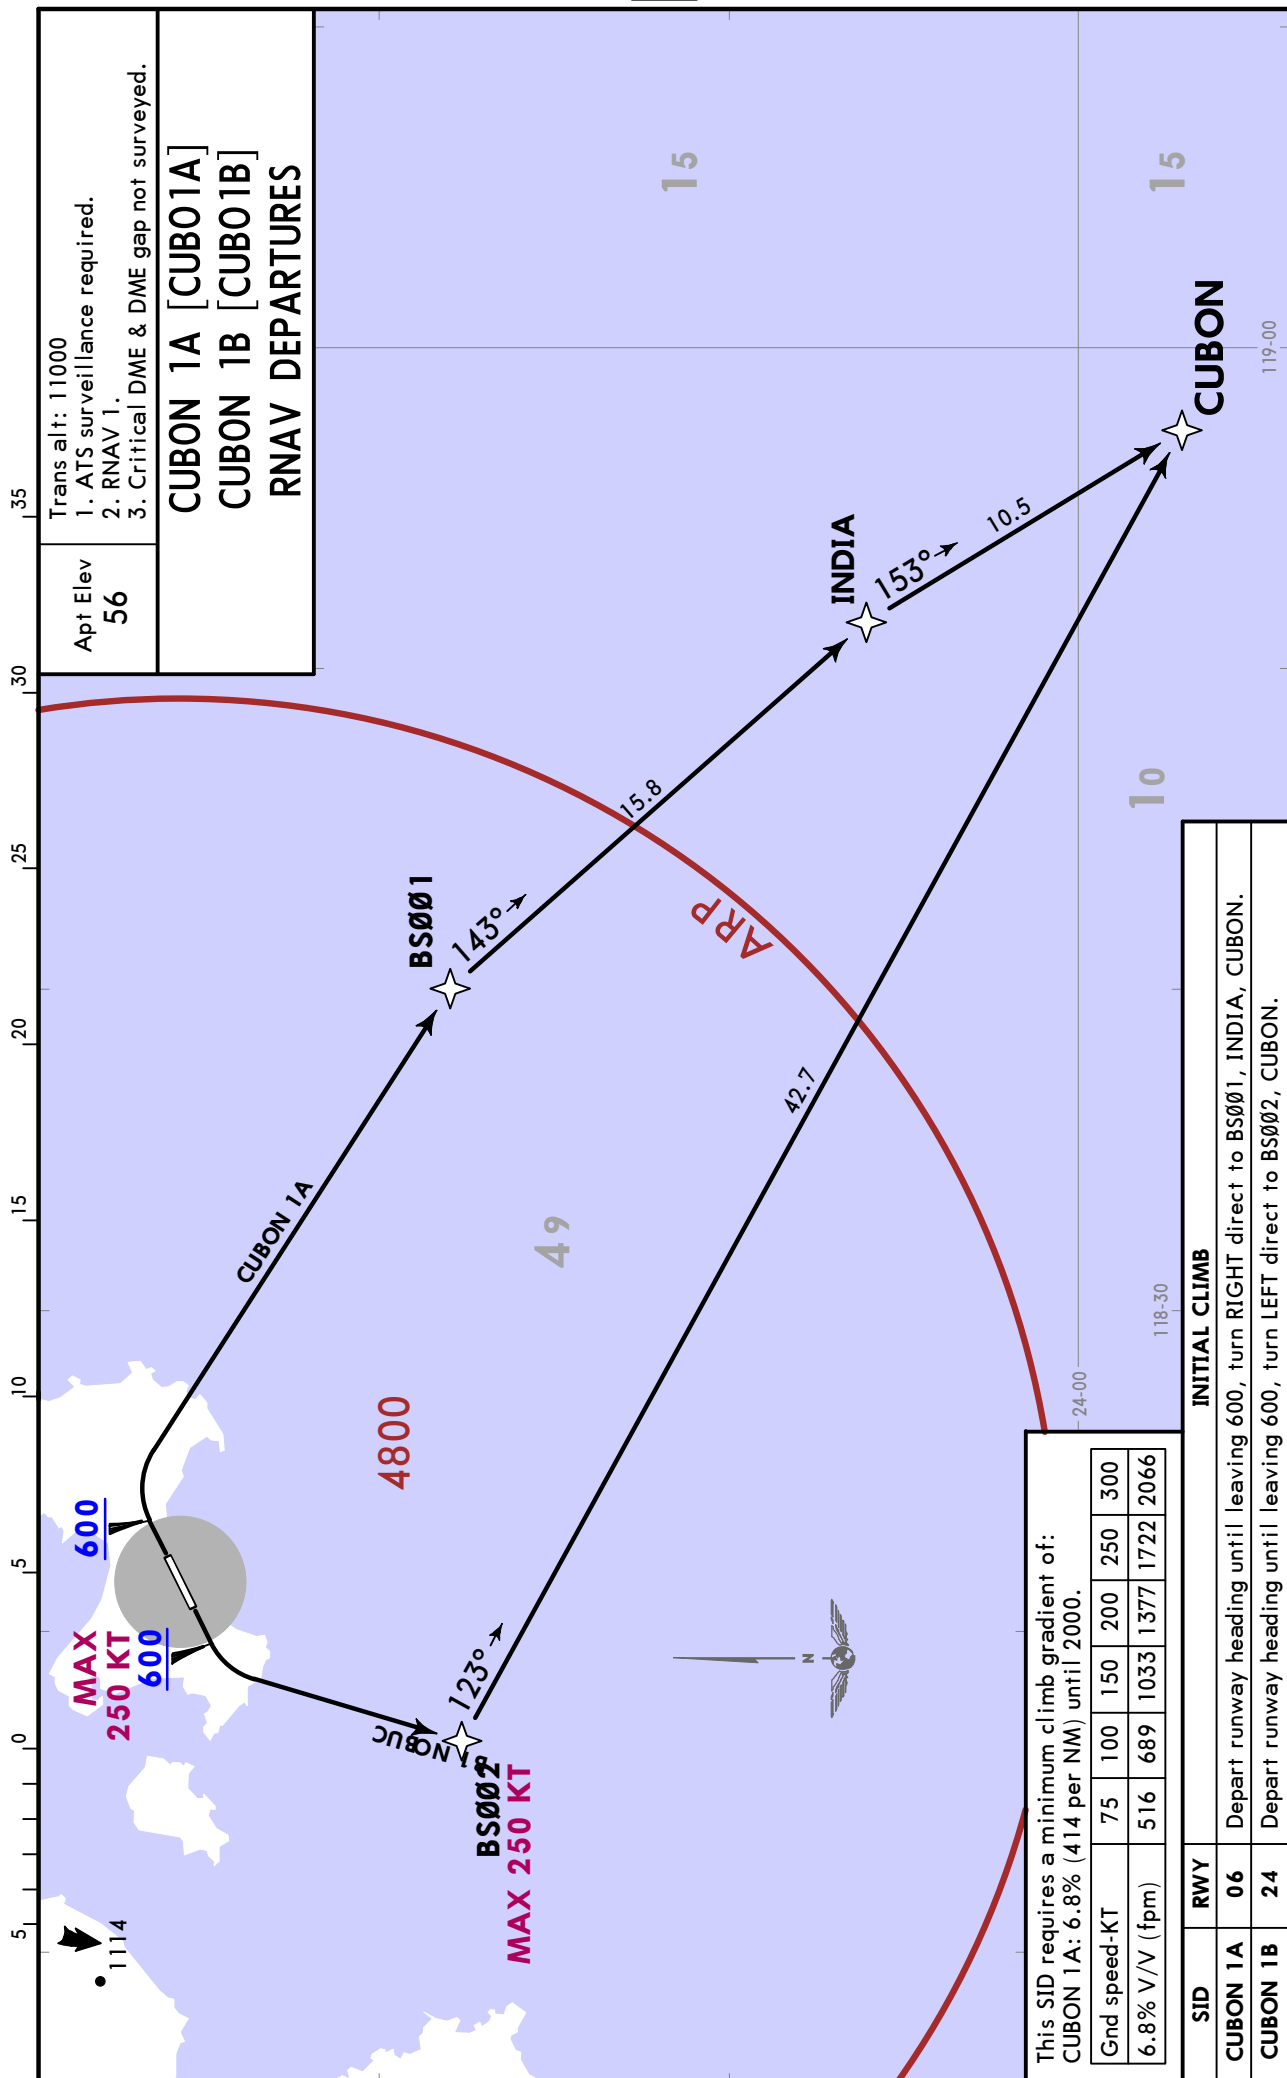 Apt Elev
56
Trans alt: 11000
1. ATS surveillance required.
2. RNAV 1.
3. Critical DME & DME gap not surveyed.
CUBON 1A [CUBO1A]
CUBON 1B [CUBO1B]
RNAV DEPARTURES
5
0
5
10
15
20
25
30
35
1114
MAX
250 KT
600
600
CUBON 1A
4800
49
BSØØ1
143°
15.8
INDIA
153°
10.5
15
15
10
CUBON
119-00
ARP
42.7
CUBON 1B
BSØØ2
MAX 250 KT
123°
N
118-30
24-00
This SID requires a minimum climb gradient of:
CUBON 1A: 6.8% (414 per NM) until 2000.
Gnd speed-KT 75 100 150 200 250 300
6.8% V/V (fpm) 516 689 1033 1377 1722 2066
SID RWY INITIAL CLIMB
CUBON 1A 06 Depart runway heading until leaving 600, turn RIGHT direct to BSØØ1, INDIA, CUBON.
CUBON 1B 24 Depart runway heading until leaving 600, turn LEFT direct to BSØØ2, CUBON.